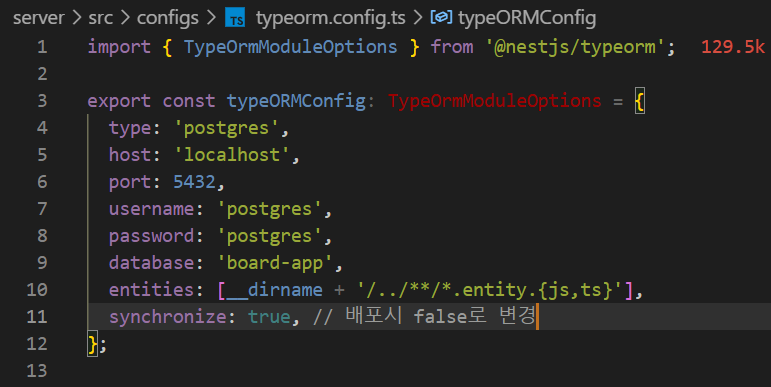 server > src > configs > TS typeorm.config.ts > typeORMConfig
1 import { TypeOrmModuleOptions } from '@nestjs/typeorm'; 129.5k
2
3 export const typeORMConfig: TypeOrmModuleOptions = {
4 type: 'postgres',
5 host: 'localhost',
6 port: 5432,
7 username: 'postgres',
8 password: 'postgres',
9 database: 'board-app',
10 entities: [__dirname + '/../**/*.entity.{js,ts}'],
11 synchronize: true, // 배포시 false로 변경
12 };
13